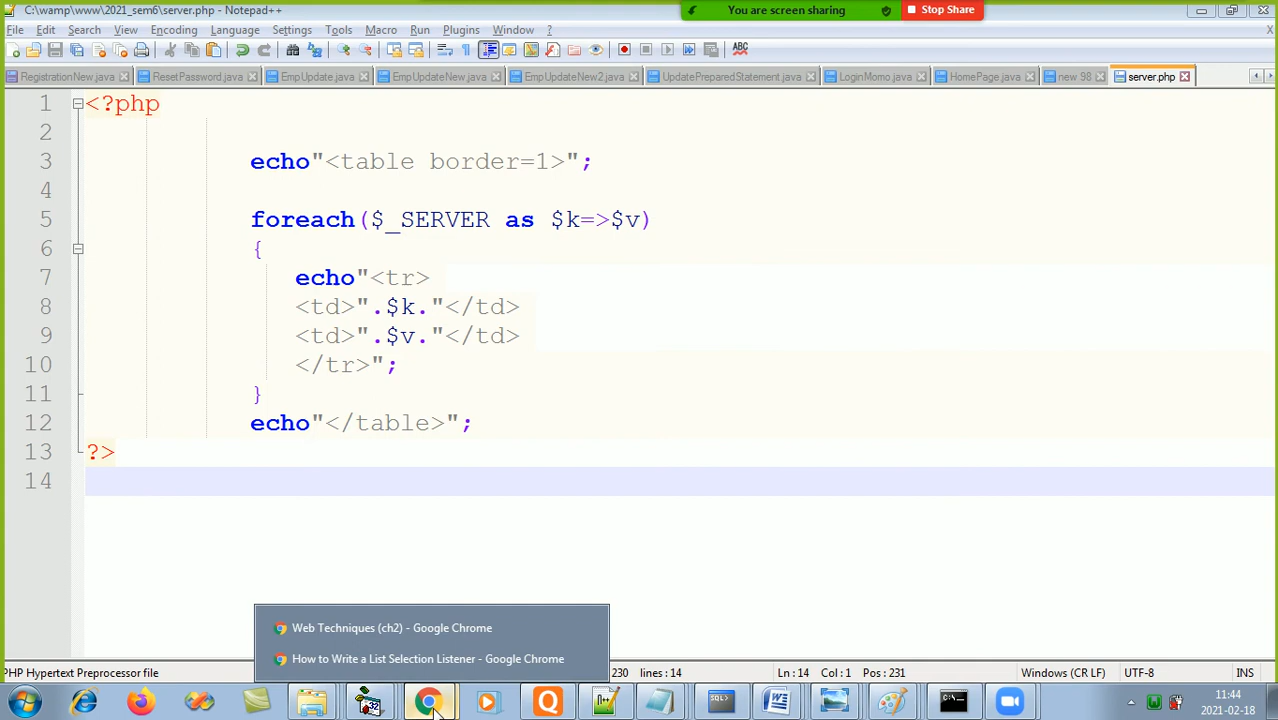 C:\wamp\www\2021_sem6\server.php - Notepad++
You are screen sharing
Stop Share
File Edit Search View Encoding Language Settings Tools Macro Run Plugins Window ?
X
ABC
RegistrationNew.java ResetPassword.java EmpUpdate.java EmpUpdateNew.java EmpUpdateNew2.java UpdatePreparedStatement.java LoginMomo.java HomePage.java new 98 server.php
1 <?php
2
3 echo"<table border=1>";
4
5 foreach($_SERVER as $k=>$v)
6 {
7 echo"<tr>
8 <td>".$k."</td>
9 <td>".$v."</td>
10 </tr>";
11 }
12 echo"</table>";
13 ?>
14
Web Techniques (ch2) - Google Chrome
How to Write a List Selection Listener - Google Chrome
PHP Hypertext Preprocessor file
230 lines : 14
Ln : 14 Col : 1 Pos : 231
Windows (CR LF)
UTF-8
INS
11:44
2021-02-18